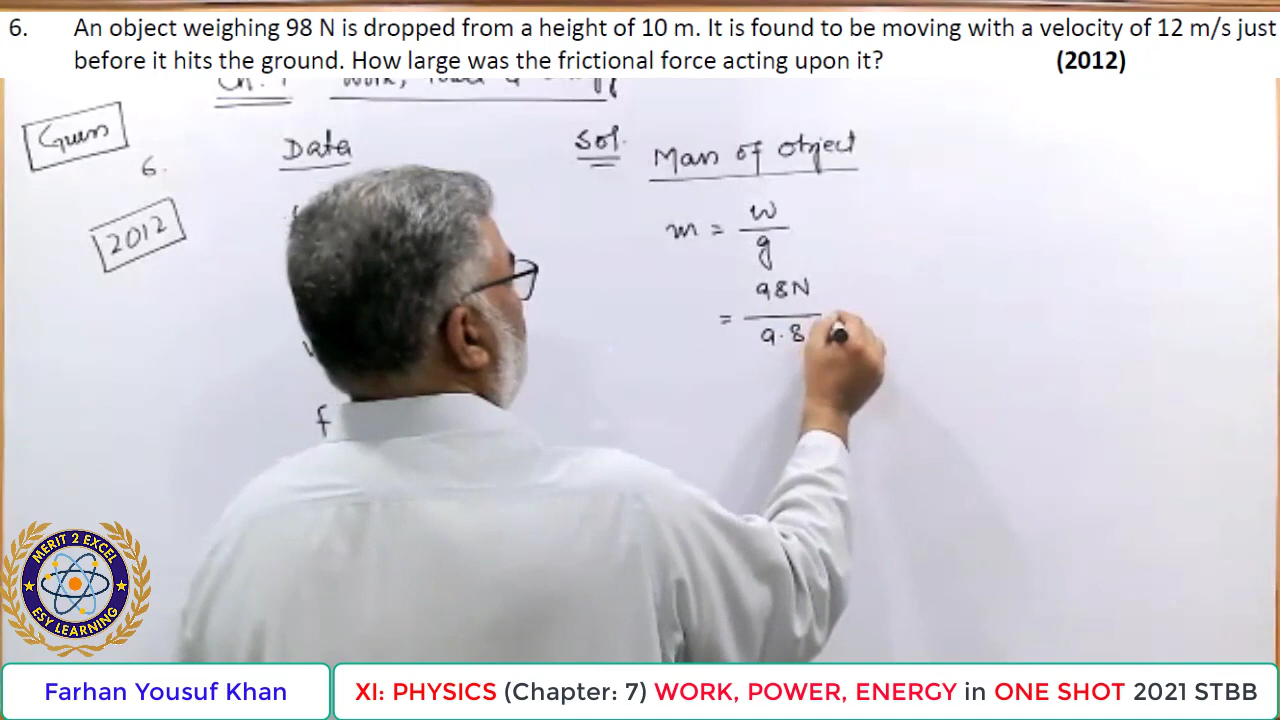 6. An object weighing 98 N is dropped from a height of 10 m. It is found to be moving with a velocity of 12 m/s just
before it hits the ground. How large was the frictional force acting upon it? (2012)
Guess
6.
2012
Data
Sol.
Mass of object
m = w/g
= 98N/9.8
f
MERIT 2 EXCEL
ESY LEARNING
Farhan Yousuf Khan
XI: PHYSICS (Chapter: 7) WORK, POWER, ENERGY in ONE SHOT 2021 STBB